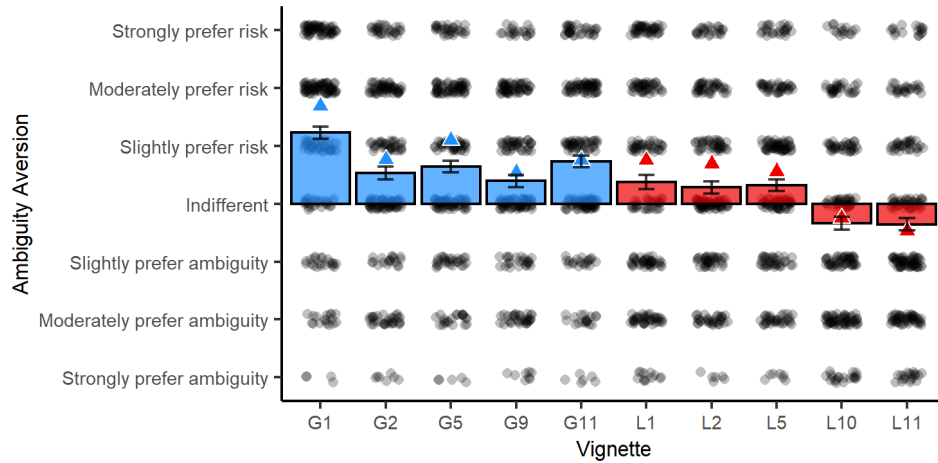 Ambiguity Aversion
Strongly prefer risk
Moderately prefer risk
Slightly prefer risk
Indifferent
Slightly prefer ambiguity
Moderately prefer ambiguity
Strongly prefer ambiguity
G1 G2 G5 G9 G11 L1 L2 L5 L10 L11
Vignette